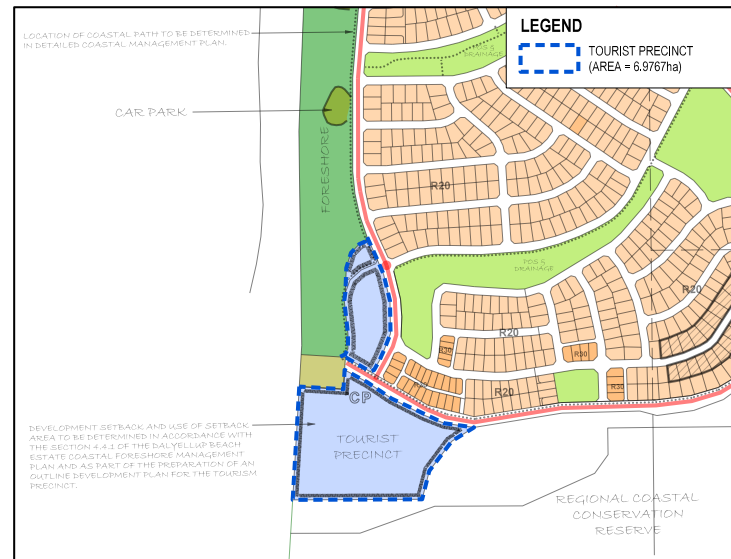 LEGEND
TOURIST PRECINCT
(AREA = 6.9767ha)
LOCATION OF COASTAL PATH TO BE DETERMINED
IN DETAILED COASTAL MANAGEMENT PLAN.
POS &
DRAINAGE
CAR PARK
FORESHORE
R20
POS &
DRAINAGE
R20
R20
R30
R30
R20
R30
R20
CP
DEVELOPMENT SETBACK AND USE OF SETBACK
AREA TO BE DETERMINED IN ACCORDANCE WITH
THE SECTION 4.4.1 OF THE DALYELLUP BEACH
ESTATE COASTAL FORESHORE MANAGEMENT
PLAN AND AS PART OF THE PREPARATION OF AN
OUTLINE DEVELOPMENT PLAN FOR THE TOURISM
PRECINCT.
TOURIST
PRECINCT
REGIONAL COASTAL
CONSERVATION
RESERVE